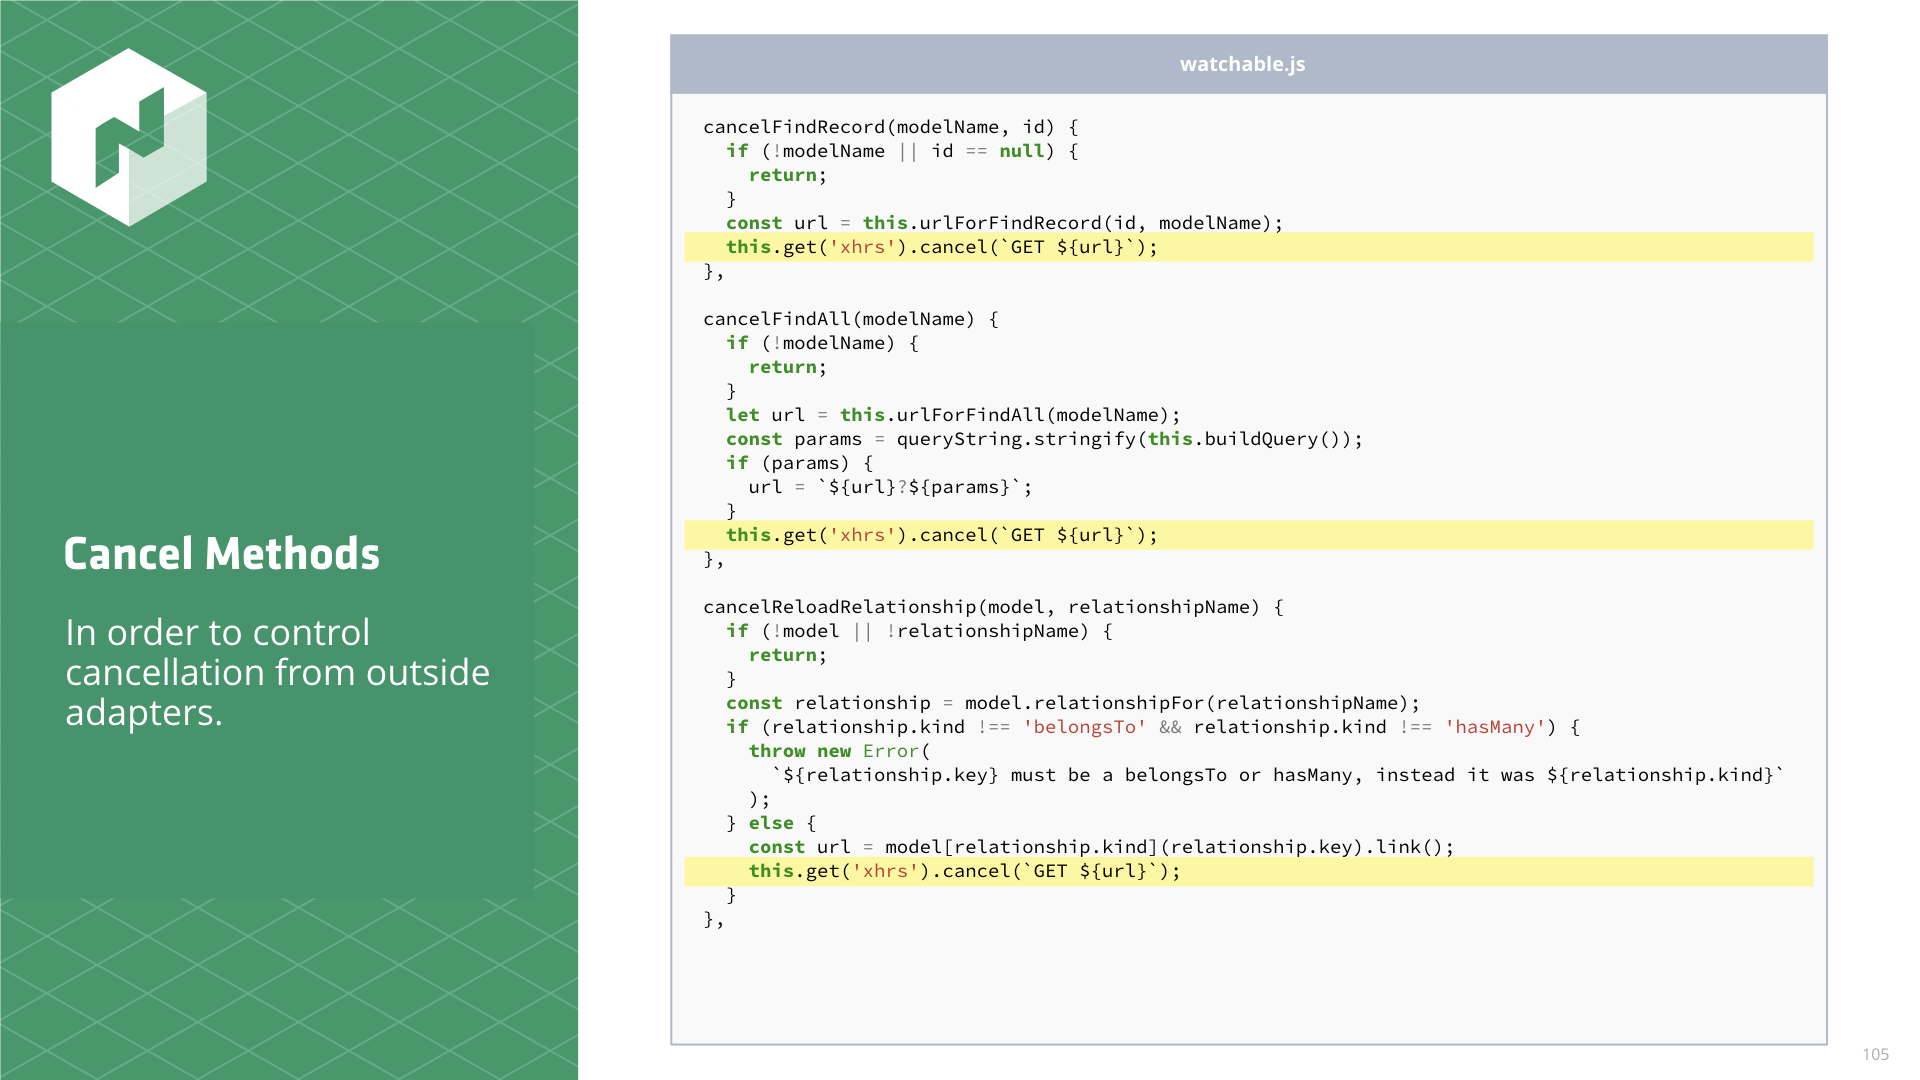 Cancel Methods
In order to control
cancellation from outside
adapters.
watchable.js
cancelFindRecord(modelName, id) {
  if (!modelName || id == null) {
    return;
  }
  const url = this.urlForFindRecord(id, modelName);
  this.get('xhrs').cancel(`GET ${url}`);
},

cancelFindAll(modelName) {
  if (!modelName) {
    return;
  }
  let url = this.urlForFindAll(modelName);
  const params = queryString.stringify(this.buildQuery());
  if (params) {
    url = `${url}?${params}`;
  }
  this.get('xhrs').cancel(`GET ${url}`);
},

cancelReloadRelationship(model, relationshipName) {
  if (!model || !relationshipName) {
    return;
  }
  const relationship = model.relationshipFor(relationshipName);
  if (relationship.kind !== 'belongsTo' && relationship.kind !== 'hasMany') {
    throw new Error(
      `${relationship.key} must be a belongsTo or hasMany, instead it was ${relationship.kind}`
    );
  } else {
    const url = model[relationship.kind](relationship.key).link();
    this.get('xhrs').cancel(`GET ${url}`);
  }
},
105